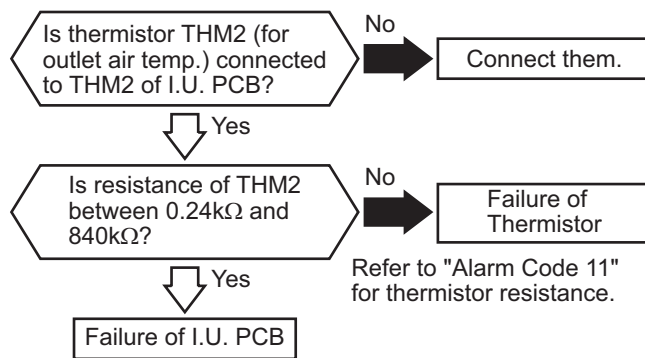 Is thermistor THM2 (for
outlet air temp.) connected
to THM2 of I.U. PCB?
No
Connect them.
Yes
Is resistance of THM2
between 0.24kΩ and
840kΩ?
No
Failure of
Thermistor
Refer to "Alarm Code 11"
for thermistor resistance.
Yes
Failure of I.U. PCB